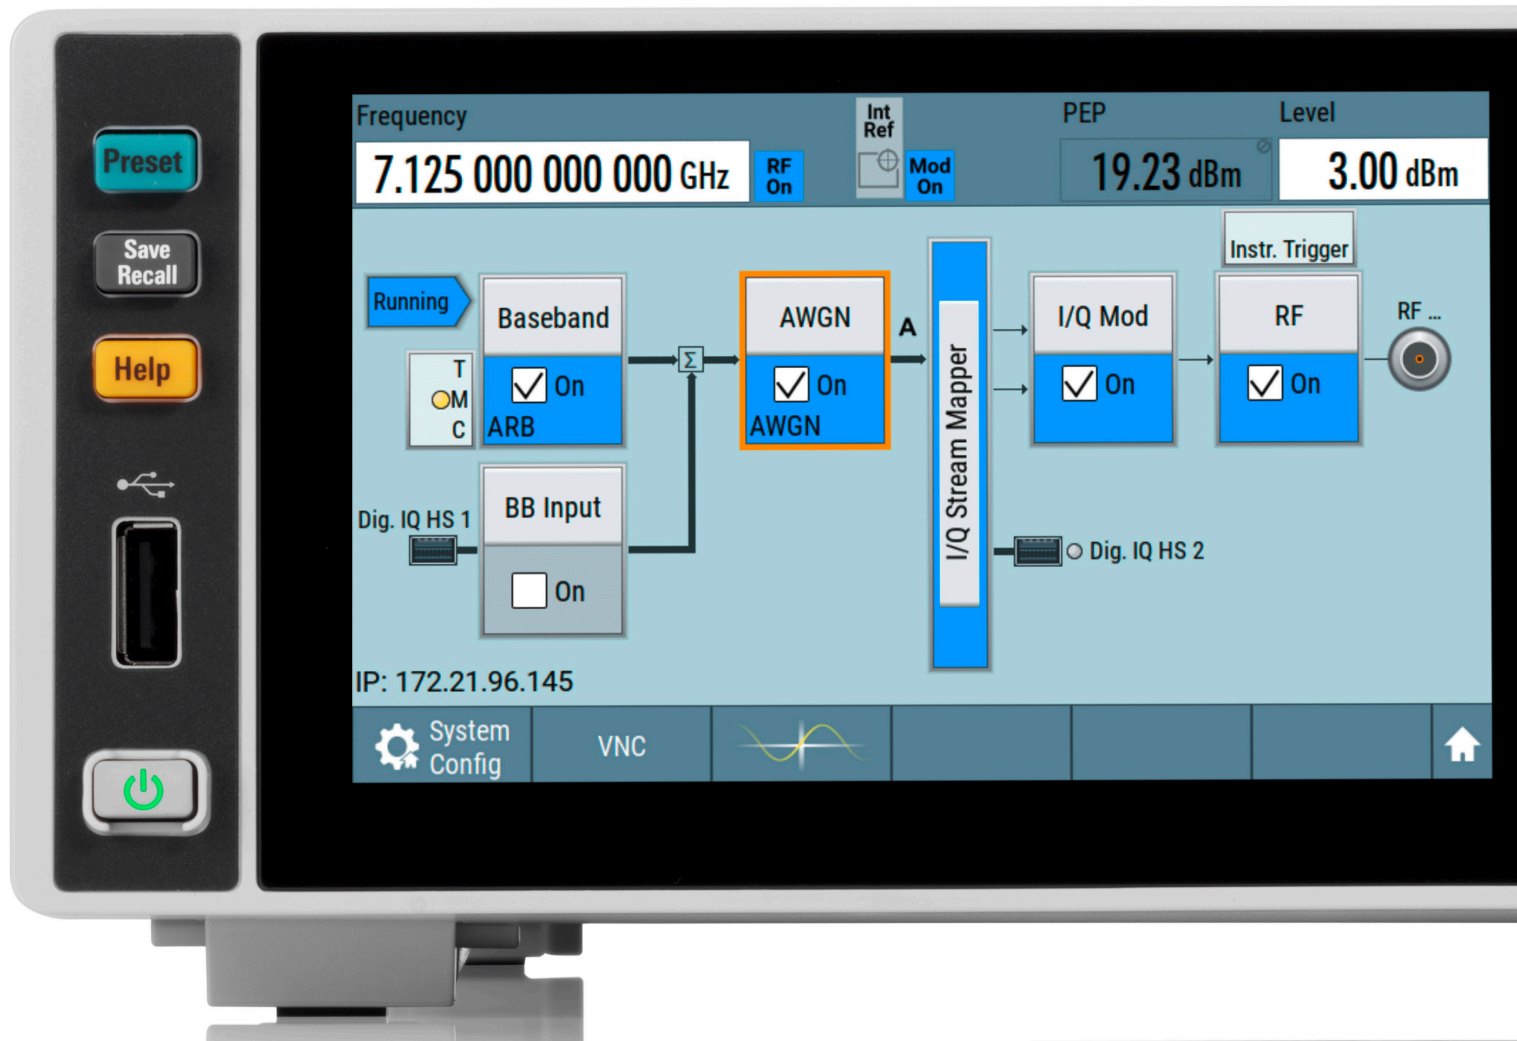 Preset
Save
Recall
Help
Frequency
7.125 000 000 000 GHz
RF
On
Int
Ref
Mod
On
PEP
19.23 dBm
Level
3.00 dBm
Instr. Trigger
Running
Baseband
On
ARB
T
M
C
Σ
AWGN
On
AWGN
A
I/Q Stream Mapper
I/Q Mod
On
RF
On
RF ...
Dig. IQ HS 1
BB Input
On
Dig. IQ HS 2
IP: 172.21.96.145
System
Config
VNC